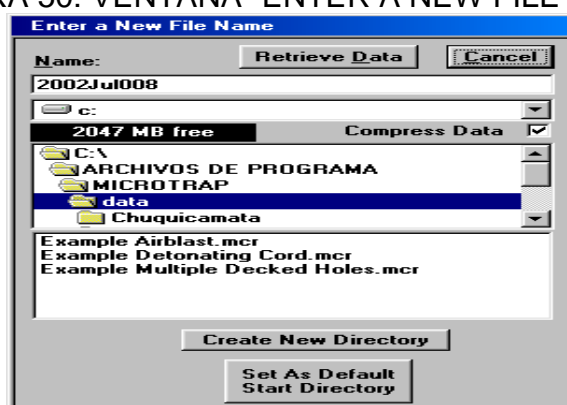 RA 30. VENTANA "ENTER A NEW FILE
Enter a New File Name
Name:
Retrieve Data
Cancel
2002Jul008
c:
2047 MB free
Compress Data
C:\
ARCHIVOS DE PROGRAMA
MICROTRAP
data
Chuquicamata
Example Airblast.mcr
Example Detonating Cord.mcr
Example Multiple Decked Holes.mcr
Create New Directory
Set As Default
Start Directory